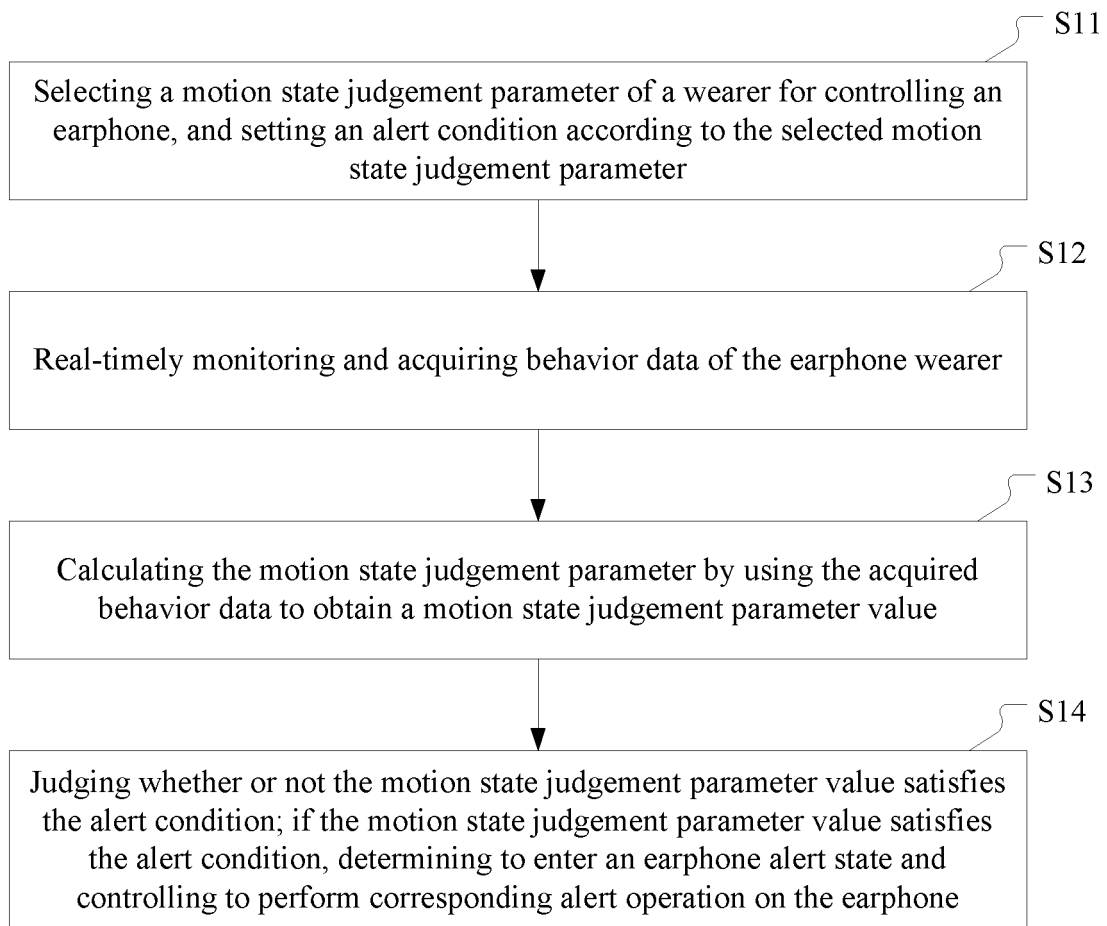 S11
Selecting a motion state judgement parameter of a wearer for controlling an
earphone, and setting an alert condition according to the selected motion
state judgement parameter
S12
Real-timely monitoring and acquiring behavior data of the earphone wearer
S13
Calculating the motion state judgement parameter by using the acquired
behavior data to obtain a motion state judgement parameter value
S14
Judging whether or not the motion state judgement parameter value satisfies
the alert condition; if the motion state judgement parameter value satisfies
the alert condition, determining to enter an earphone alert state and
controlling to perform corresponding alert operation on the earphone